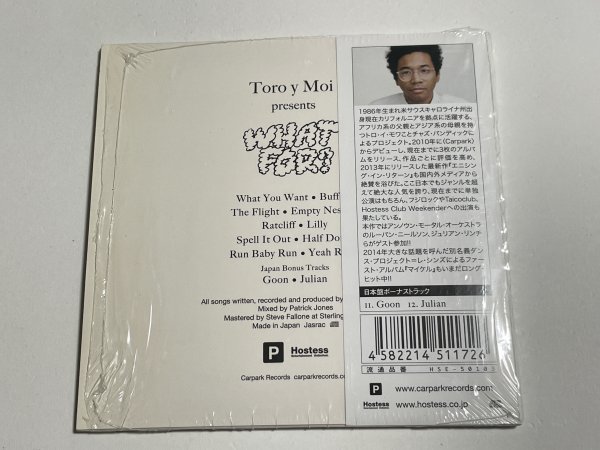 Toro y Moi
presents
WHAT
FOR?
What You Want •
The Flight • Empty
Rateliff • Lilly
Spell It Out • Half
Run Baby Run • Yeah
Japan Bonus Tracks
Goon • Julian
All songs written, recorded and produced
Mixed by Patrick Jones
Mastered by Steve Fallone at Sterling
Made in Japan Jasrac
P
Hostess
Entertainment Unlimited
Carpark Records carparkrecords.
1986年生まれ米サウスキャロライナ州出
身現在カリフォルニアを拠点に活躍する、
アフリカ系の父親とアジア系の母親を持
つトロ・イ・モワことチャズ・バンディックに
よるプロジェクト。2010年に〈Carpark〉
からデビューし、現在までに3枚のアルバ
ムをリリース、作品ごとに評価を高め、
2013年にリリースした最新作『エニシン
グ・イン・リターン』も国内外メディアから
絶賛を浴びた。ここ日本でもジャンルを超
えて絶大な人気を誇り、現在までに単独
公演はもちろん、フジロックやTaicoclub、
Hostess Club Weekenderへの出演も
果たしている。
本作ではアンノウン・モータル・オーケストラ
のルーバン・ニールソン、ジュリアン・リンチ
らがゲスト参加!!
2014年大きな話題を呼んだ別名義ダン
ス・プロジェクト=レ・シンズによるファー
スト・アルバム『マイケル』もいまだロング・
ヒット中!!
日本盤ボーナストラック
11. Goon 12. Julian
4 582214 511726
流通品番 HSE-50103
P
www.carparkrecords.com
Hostess
www.hostess.co.jp